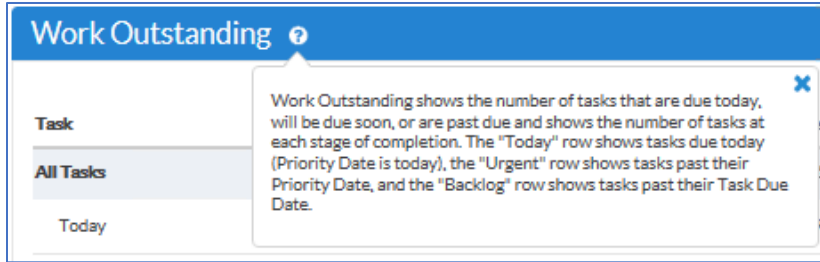 Work Outstanding ?
Work Outstanding shows the number of tasks that are due today,
will be due soon, or are past due and shows the number of tasks at
each stage of completion. The "Today" row shows tasks due today
(Priority Date is today), the "Urgent" row shows tasks past their
Priority Date, and the "Backlog" row shows tasks past their Task Due
Date.
Task
All Tasks
Today